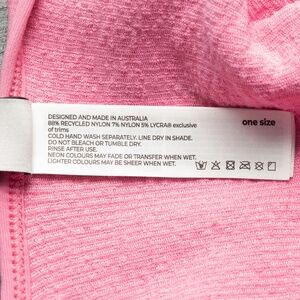 DESIGNED AND MADE IN AUSTRALIA
88% RECYCLED NYLON 7% NYLON 5% LYCRA® exclusive
of trims
COLD HAND WASH SEPARATELY. LINE DRY IN SHADE.
DO NOT BLEACH OR TUMBLE DRY.
RINSE AFTER USE.
NEON COLOURS MAY FADE OR TRANSFER WHEN WET.
LIGHTER COLOURS MAY BE SHEER WHEN WET.
one size